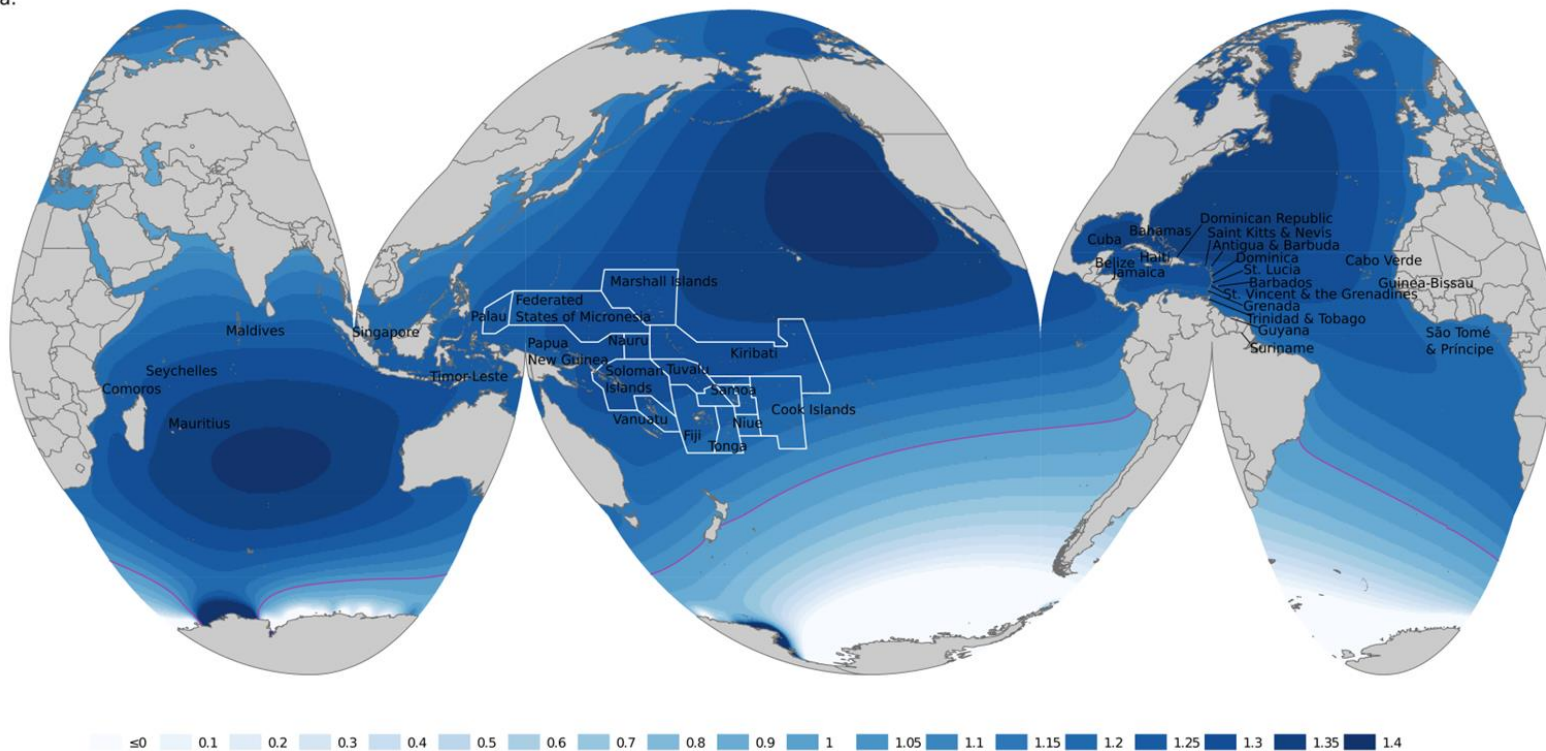 a.
Dominican Republic
Bahamas
Saint Kitts & Nevis
Cuba
Antigua & Barbuda
Haiti
Dominica
Belize
Cabo Verde
Jamaica
St. Lucia
Marshall Islands
Barbados
Guinea-Bissau
St. Vincent & the Grenadines
Federated
States of Micronesia
Grenada
Palau
Trinidad & Tobago
Maldives
Singapore
Guyana
São Tomé
& Príncipe
Papua
New Guinea
Nauru
Suriname
Kiribati
Seychelles
Soloman
Islands
Tuvalu
Timor-Leste
Comoros
Samoa
Cook Islands
Mauritius
Vanuatu
Niue
Fiji
Tonga
≤0 0.1 0.2 0.3 0.4 0.5 0.6 0.7 0.8 0.9 1 1.05 1.1 1.15 1.2 1.25 1.3 1.35 1.4